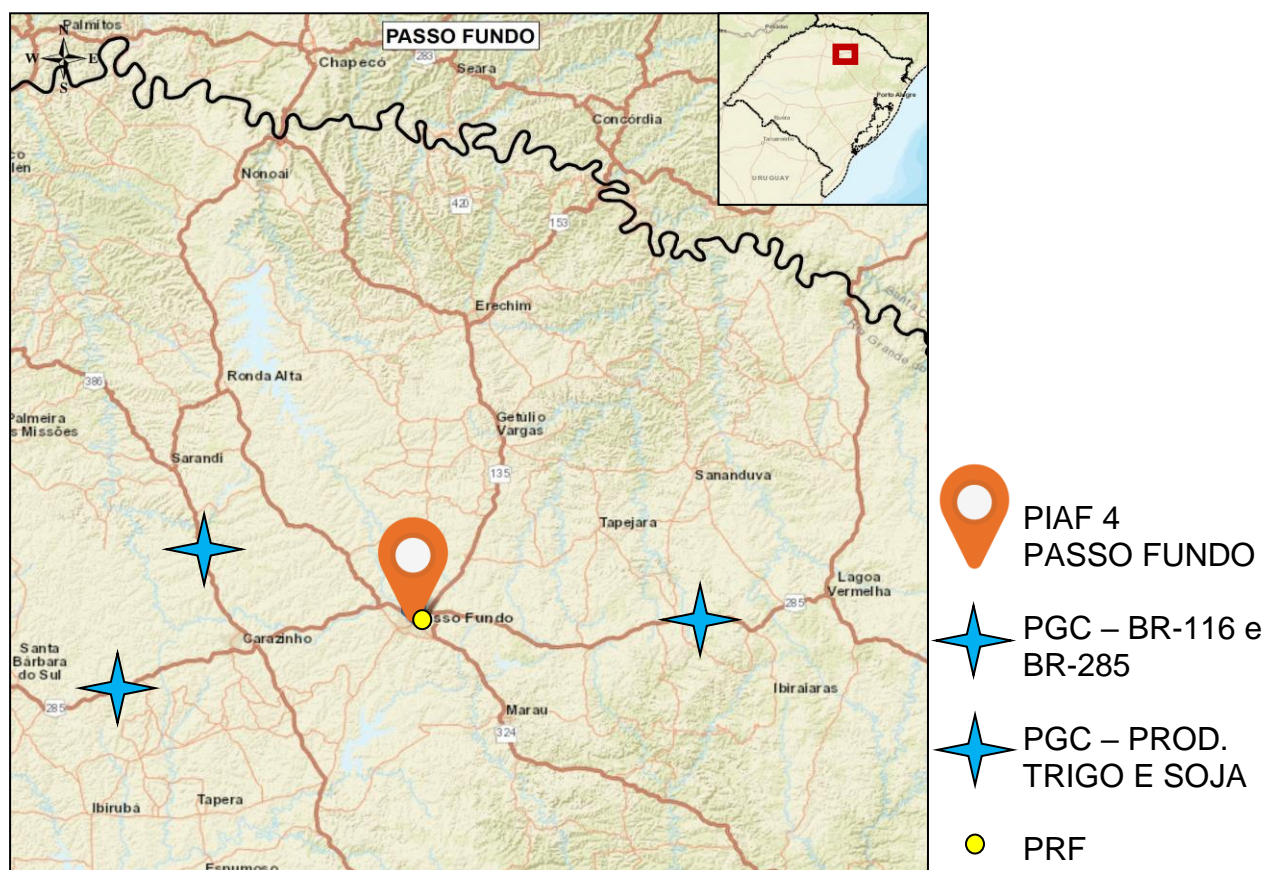 Palmitos
PASSO FUNDO
N
W E
S
283
Chapecó
Seara
Concórdia
Porto Alegre
URUGUAY
Nonoai
420
153
Erechim
Ronda Alta
386
Getúlio
Vargas
Palmeira
s Missões
Sarandi
135
Sananduva
Tapejara
Lagoa
Vermelha
285
asso Fundo
Carazinho
Santa
Bárbara
do Sul
285
Ibiraiaras
Marau
324
Ibirubá
Tapera
Espumoso
PIAF 4
PASSO FUNDO
PGC – BR-116 e
BR-285
PGC – PROD.
TRIGO E SOJA
PRF